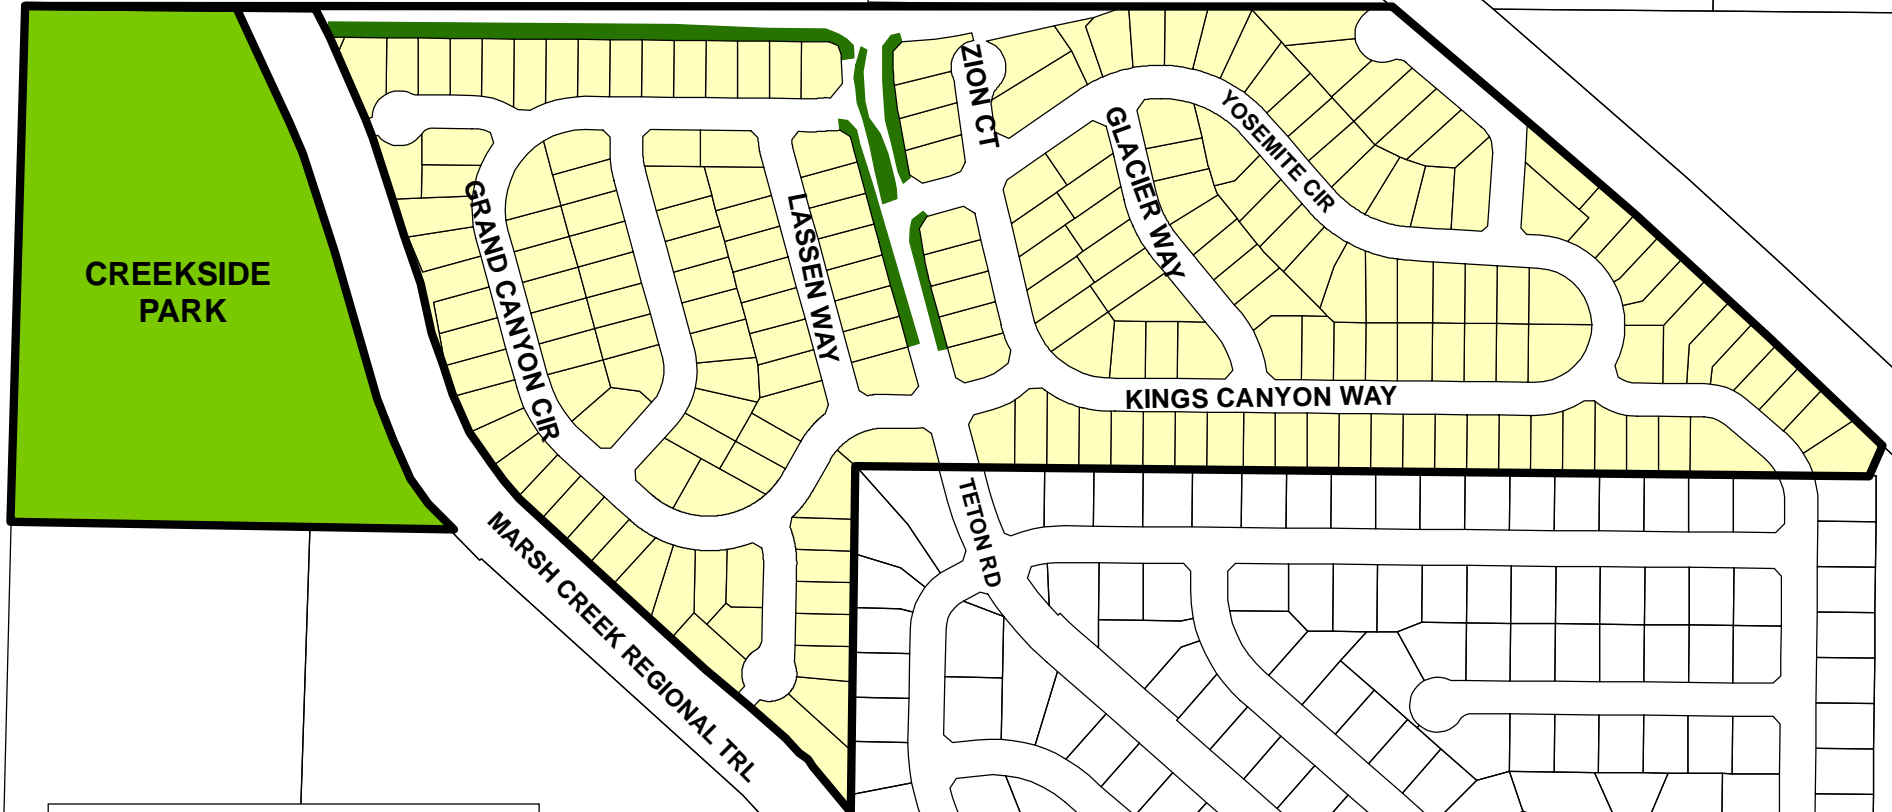 ZION CT
YOSEMITE CIR
GLACIER WAY
GRAND CANYON CIR
LASSEN WAY
CREEKSIDE
PARK
KINGS CANYON WAY
TETON RD
MARSH CREEK REGIONAL TRL